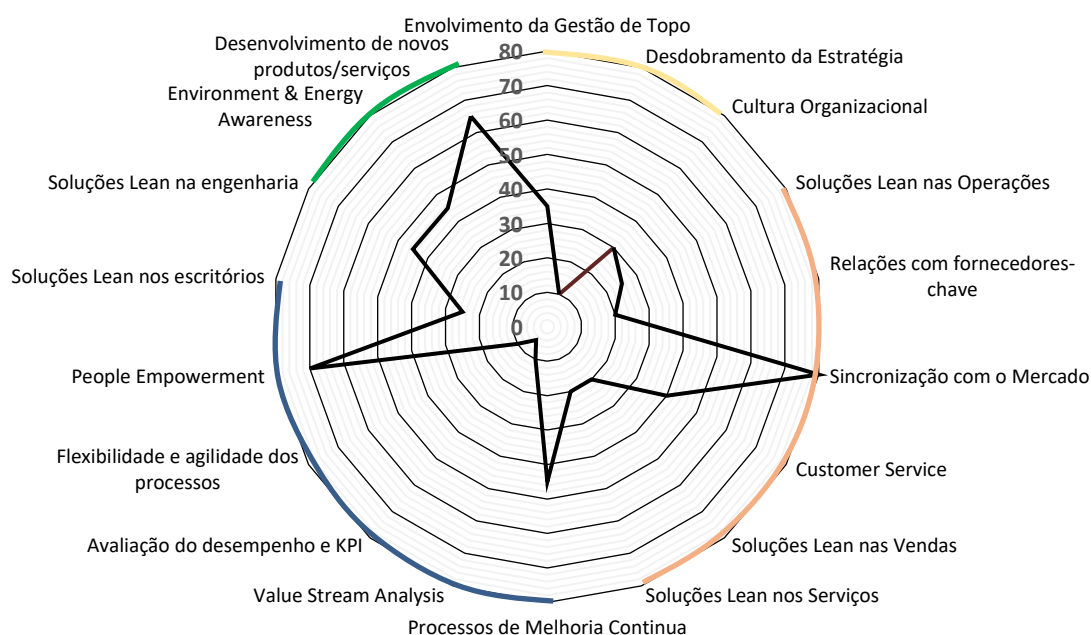 Envolvimento da Gestão de Topo
Desdobramento da Estratégia
Cultura Organizacional
Soluções Lean nas Operações
Relações com fornecedores-
chave
Sincronização com o Mercado
Customer Service
Soluções Lean nas Vendas
Soluções Lean nos Serviços
Processos de Melhoria Continua
Value Stream Analysis
Avaliação do desempenho e KPI
Flexibilidade e agilidade dos
processos
People Empowerment
Soluções Lean nos escritórios
Soluções Lean na engenharia
Environment & Energy
Awareness
Desenvolvimento de novos
produtos/serviços
80
70
60
50
40
30
20
10
0